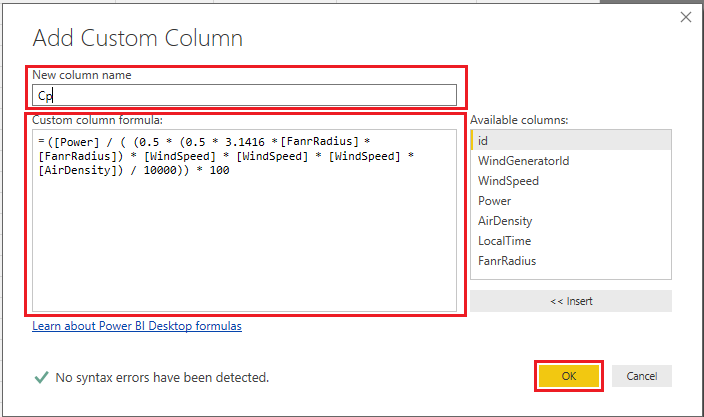 Add Custom Column
New column name
Cp
Custom column formula:
=([Power] / ( (0.5 * (0.5 * 3.1416 *[FanrRadius] *
[FanrRadius]) * [WindSpeed] * [WindSpeed] * [WindSpeed] *
[AirDensity]) / 10000)) * 100
Available columns:
id
WindGeneratorId
WindSpeed
Power
AirDensity
LocalTime
FanrRadius
<< Insert
Learn about Power BI Desktop formulas
No syntax errors have been detected.
OK
Cancel